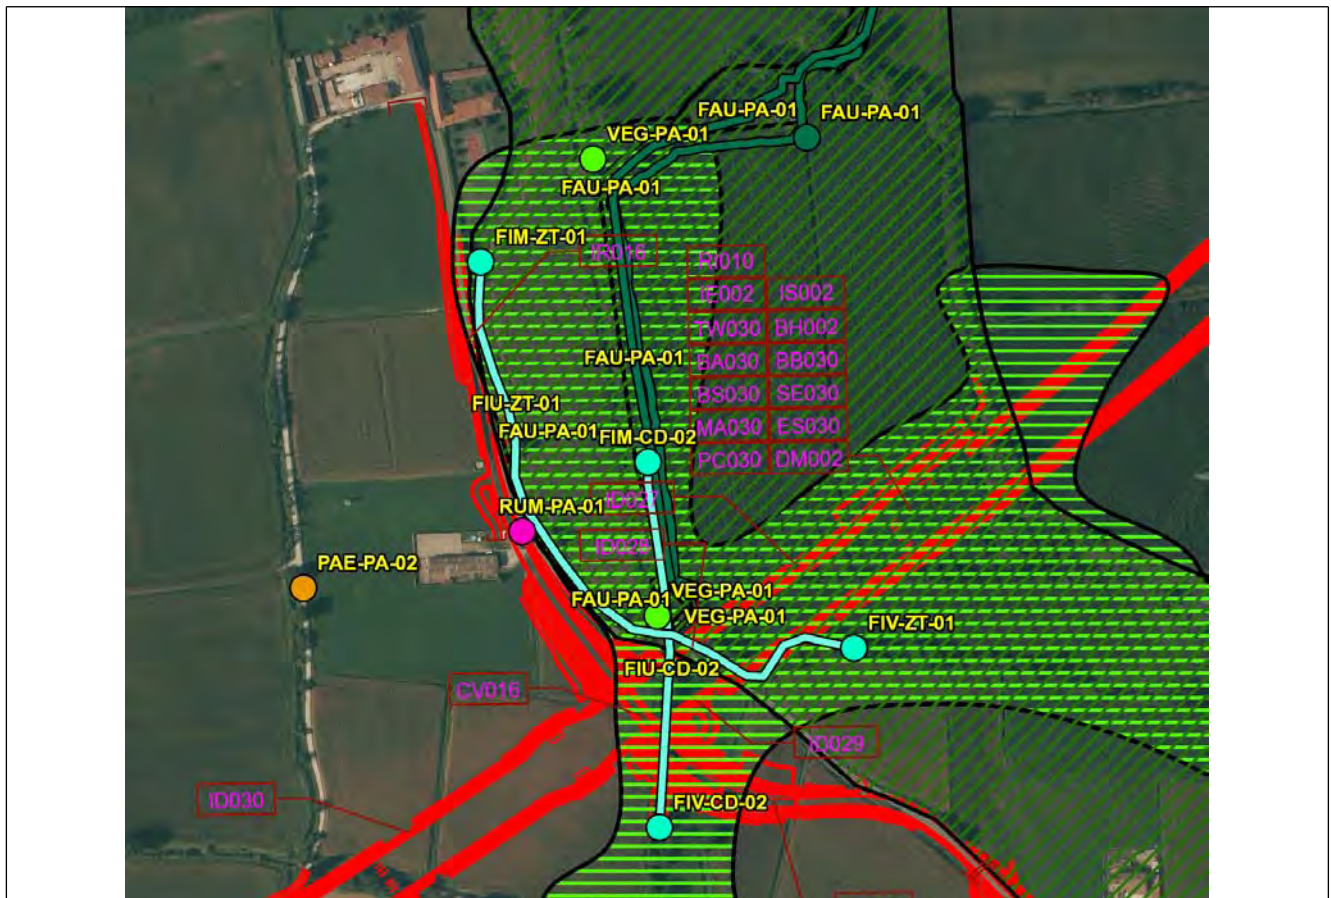 FAU-PA-01 FAU-PA-01
VEG-PA-01
FAU-PA-01
FIM-ZT-01
IR016
RI010
IE002 IS002
TW030 BH002
FAU-PA-01
BA030 BB030
BS030 SE030
FIU-ZT-01
MA030 ES030
FAU-PA-01 FIM-CD-02
PC030 DM002
RUM-PA-01
ID027
ID028
PAE-PA-02
FAU-PA-01 VEG-PA-01
VEG-PA-01
FIV-ZT-01
FIU-CD-02
CV016
ID029
ID030
FIV-CD-02